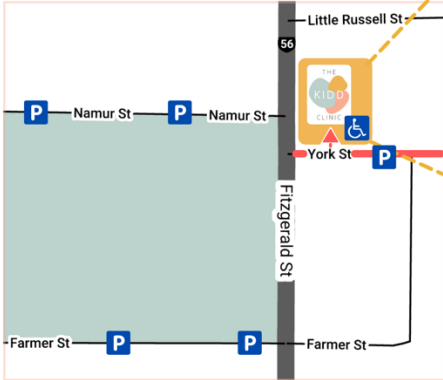 Little Russell St
56
THE
KIDD
CLINIC
P
Namur St
P
Namur St
York St
P
Fitzgerald St
Farmer St
P
P
Farmer St